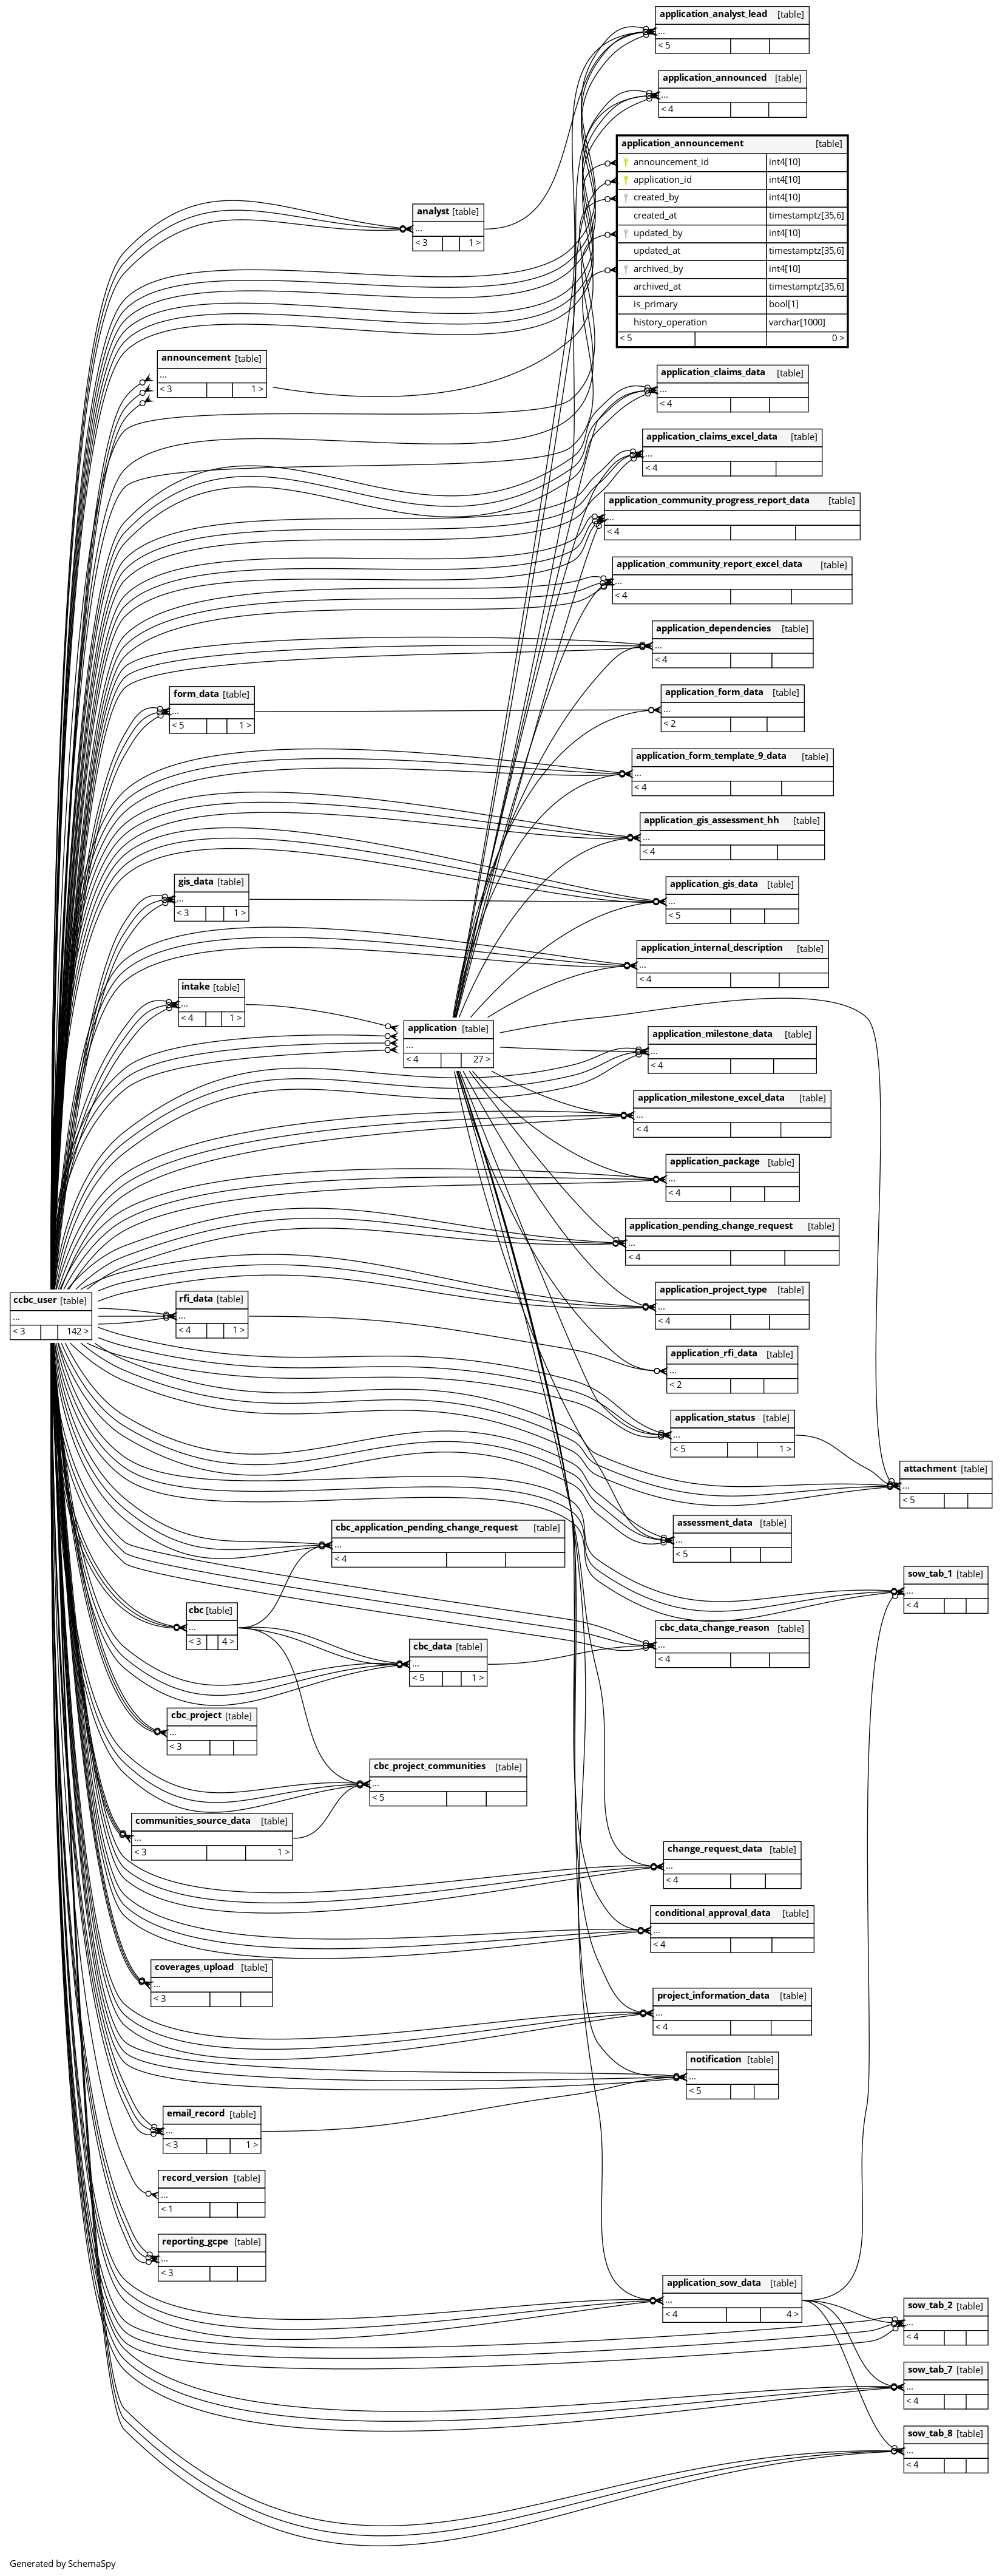 application_analyst_lead [table]
...
< 5
application_announced [table]
...
< 4
application_announcement [table]
announcement_id int4[10]
application_id int4[10]
created_by int4[10]
created_at timestamptz[35,6]
updated_by int4[10]
updated_at timestamptz[35,6]
archived_by int4[10]
archived_at timestamptz[35,6]
is_primary bool[1]
history_operation varchar[1000]
< 5 0 >
analyst [table]
...
< 3 1 >
announcement [table]
...
< 3 1 >
application_claims_data [table]
...
< 4
application_claims_excel_data [table]
...
< 4
application_community_progress_report_data [table]
...
< 4
application_community_report_excel_data [table]
...
< 4
application_dependencies [table]
...
< 4
form_data [table]
...
< 5 1 >
application_form_data [table]
...
< 2
application_form_template_9_data [table]
...
< 4
application_gis_assessment_hh [table]
...
< 4
gis_data [table]
...
< 3 1 >
application_gis_data [table]
...
< 5
application_internal_description [table]
...
< 4
intake [table]
...
< 4 1 >
application [table]
...
< 4 27 >
application_milestone_data [table]
...
< 4
application_milestone_excel_data [table]
...
< 4
application_package [table]
...
< 4
application_pending_change_request [table]
...
< 4
ccbc_user [table]
...
< 3 142 >
rfi_data [table]
...
< 4 1 >
application_project_type [table]
...
< 4
application_rfi_data [table]
...
< 2
application_status [table]
...
< 5 1 >
attachment [table]
...
< 5
cbc_application_pending_change_request [table]
...
< 4
assessment_data [table]
...
< 5
sow_tab_1 [table]
...
< 4
cbc [table]
...
< 3 4 >
cbc_data [table]
...
< 5 1 >
cbc_data_change_reason [table]
...
< 4
cbc_project [table]
...
< 3
cbc_project_communities [table]
...
< 5
communities_source_data [table]
...
< 3 1 >
change_request_data [table]
...
< 4
conditional_approval_data [table]
...
< 4
coverages_upload [table]
...
< 3
project_information_data [table]
...
< 4
notification [table]
...
< 5
email_record [table]
...
< 3 1 >
record_version [table]
...
< 1
reporting_gcpe [table]
...
< 3
application_sow_data [table]
...
< 4 4 >
sow_tab_2 [table]
...
< 4
sow_tab_7 [table]
...
< 4
sow_tab_8 [table]
...
< 4
Generated by SchemaSpy